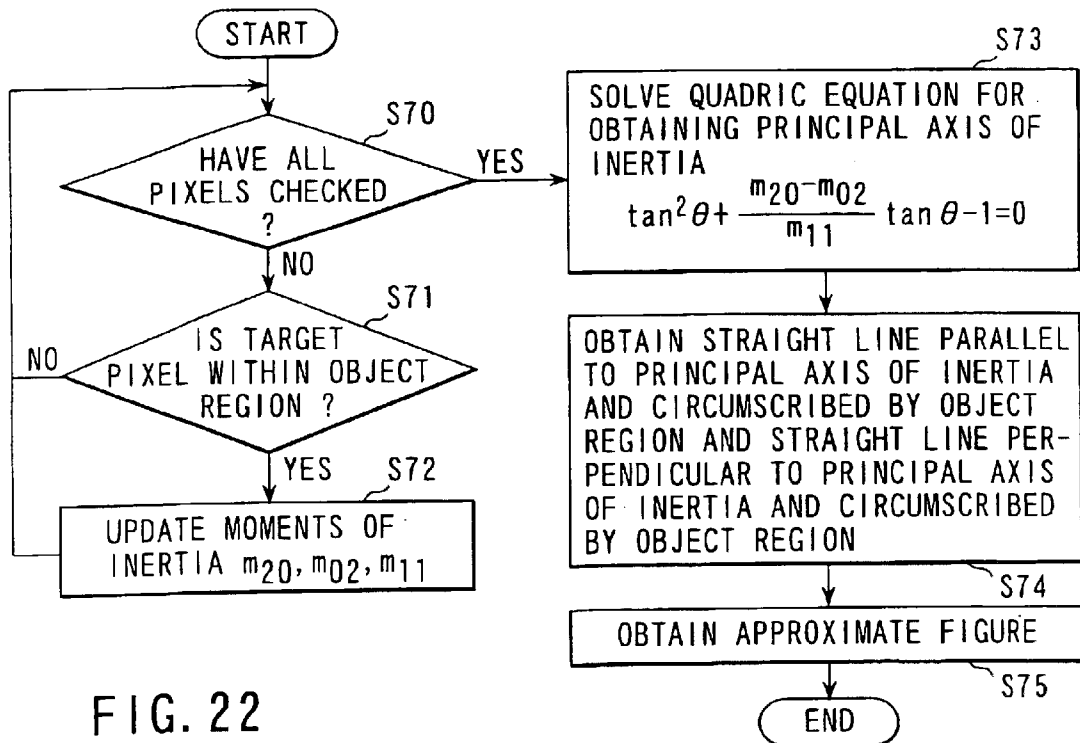 START
S70
HAVE ALL
PIXELS CHECKED
?
YES
NO
S71
IS TARGET
PIXEL WITHIN OBJECT
REGION ?
NO
YES
S72
UPDATE MOMENTS OF
INERTIA m20, m02, m11
S73
SOLVE QUADRIC EQUATION FOR
OBTAINING PRINCIPAL AXIS OF
INERTIA
tan²θ+ m20-m02/m11 tan θ-1=0
OBTAIN STRAIGHT LINE PARALLEL
TO PRINCIPAL AXIS OF INERTIA
AND CIRCUMSCRIBED BY OBJECT
REGION AND STRAIGHT LINE PER-
PENDICULAR TO PRINCIPAL AXIS
OF INERTIA AND CIRCUMSCRIBED
BY OBJECT REGION
S74
OBTAIN APPROXIMATE FIGURE
S75
END
FIG. 22